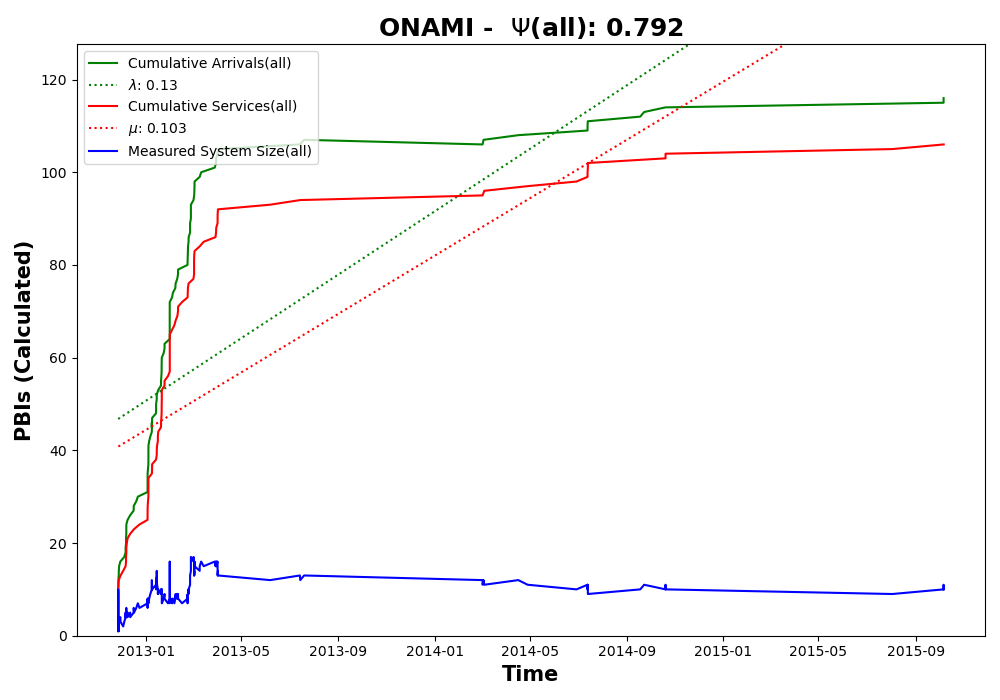 ONAMI - Ψ(all): 0.792
Cumulative Arrivals(all)
λ: 0.13
Cumulative Services(all)
μ: 0.103
Measured System Size(all)
PBIs (Calculated)
120
100
80
60
40
20
0
2013-01 2013-05 2013-09 2014-01 2014-05 2014-09 2015-01 2015-05 2015-09
Time